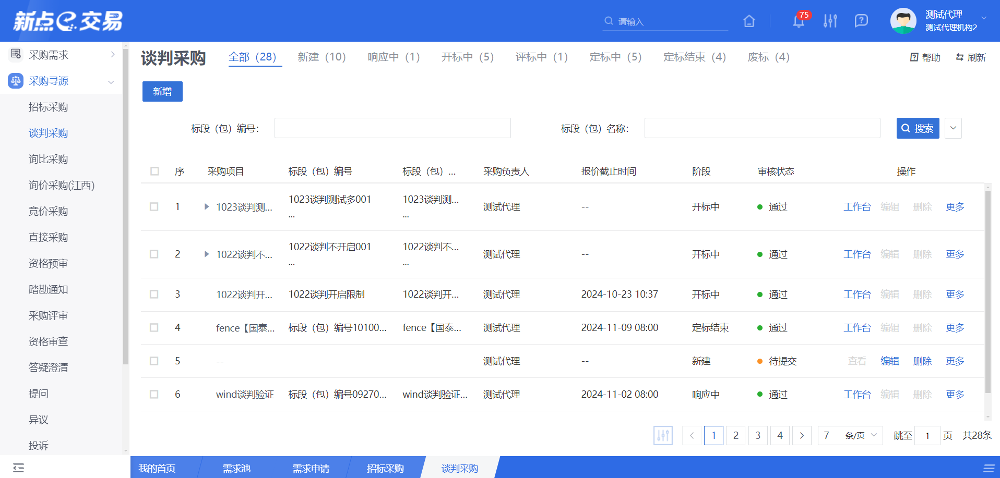 新点e交易
请输入
75
测试代理
测试代理机构2
采购需求
采购寻源
招标采购
谈判采购
询比采购
询价采购(江西)
竞价采购
直接采购
资格预审
踏勘通知
采购评审
资格审查
答疑澄清
提问
异议
投诉
谈判采购
全部（28） 新建（10） 响应中（1） 开标中（5） 评标中（1） 定标中（5） 定标结束（4） 废标（4）
帮助 刷新
新增
标段（包）编号： 标段（包）名称： 搜索
序 采购项目 标段（包）编号 标段（包）... 采购负责人 报价截止时间 阶段 审核状态 操作
1 1023谈判测... 1023谈判测试多001 ... 1023谈判测... ... 测试代理 -- 开标中 通过 工作台 编辑 删除 更多
2 1022谈判不... 1022谈判不开启001 ... 1022谈判不... ... 测试代理 -- 开标中 通过 工作台 编辑 删除 更多
3 1022谈判开... 1022谈判开启限制 1022谈判开... 测试代理 2024-10-23 10:37 开标中 通过 工作台 编辑 删除 更多
4 fence【国泰... 标段（包）编号10100... fence【国泰... 测试代理 2024-11-09 08:00 定标结束 通过 工作台 编辑 删除 更多
5 -- 测试代理 -- 新建 待提交 查看 编辑 删除 更多
6 wind谈判验证 标段（包）编号09270... wind谈判验证... 测试代理 2024-11-02 08:00 响应中 通过 工作台 编辑 删除 更多
1 2 3 4 7 条/页 跳至 1 页 共28条
我的首页 需求池 需求申请 招标采购 谈判采购